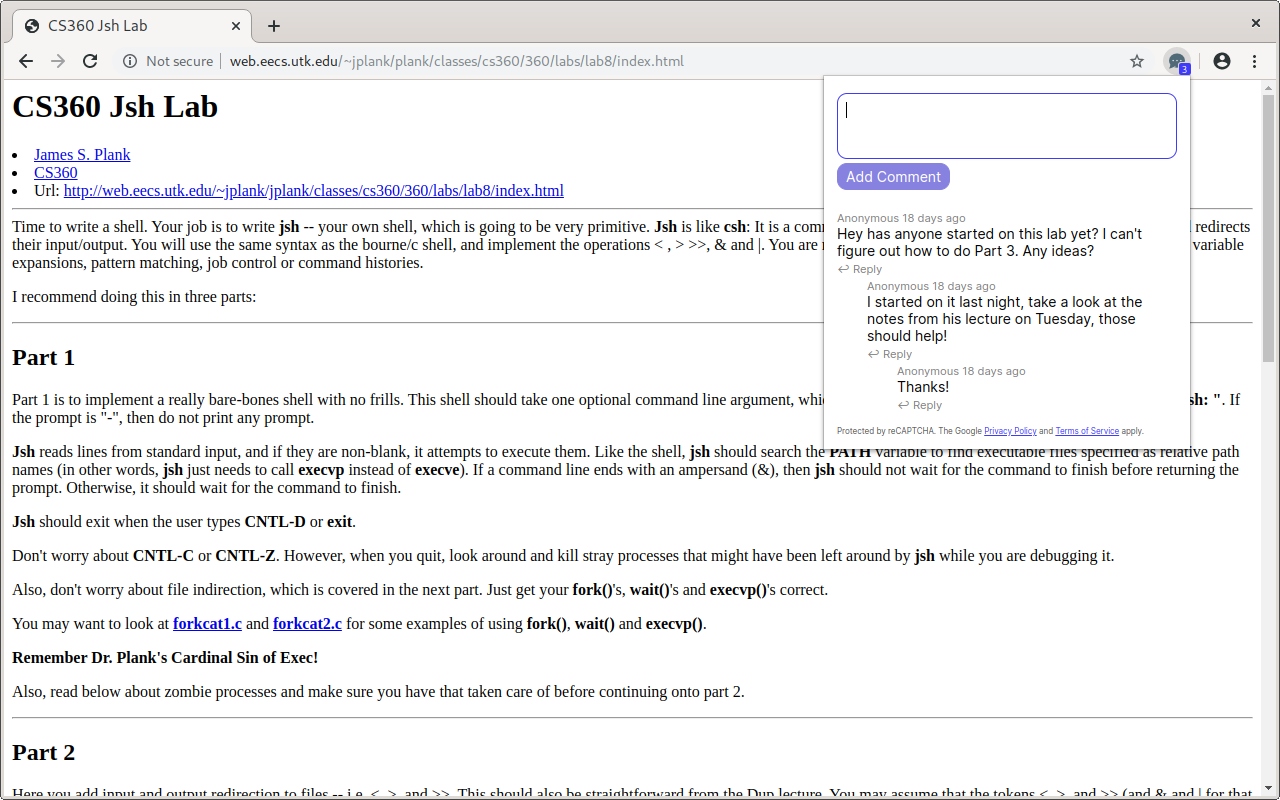 CS360 Jsh Lab
Not secure web.eecs.utk.edu/~jplank/plank/classes/cs360/360/labs/lab8/index.html
3
CS360 Jsh Lab
James S. Plank
CS360
Url: http://web.eecs.utk.edu/~jplank/jplank/classes/cs360/360/labs/lab8/index.html
Time to write a shell. Your job is to write jsh -- your own shell, which is going to be very primitive. Jsh is like csh: It is a redirects
their input/output. You will use the same syntax as the bourne/c shell, and implement the operations < , > >>, & and |. You are variable
expansions, pattern matching, job control or command histories.
I recommend doing this in three parts:
Part 1
Part 1 is to implement a really bare-bones shell with no frills. This shell should take one optional command line argument, sh: ". If
the prompt is "-", then do not print any prompt.
Jsh reads lines from standard input, and if they are non-blank, it attempts to execute them. Like the shell, jsh should search the PATH variable to find executable files specified as relative path
names (in other words, jsh just needs to call execvp instead of execve). If a command line ends with an ampersand (&), then jsh should not wait for the command to finish before returning the
prompt. Otherwise, it should wait for the command to finish.
Jsh should exit when the user types CNTL-D or exit.
Don't worry about CNTL-C or CNTL-Z. However, when you quit, look around and kill stray processes that might have been left around by jsh while you are debugging it.
Also, don't worry about file indirection, which is covered in the next part. Just get your fork()'s, wait()'s and execvp()'s correct.
You may want to look at forkcat1.c and forkcat2.c for some examples of using fork(), wait() and execvp().
Remember Dr. Plank's Cardinal Sin of Exec!
Also, read below about zombie processes and make sure you have that taken care of before continuing onto part 2.
Part 2
Here you add input and output redirection to files -- i.e. <, >, and >>. This should also be straightforward from the Dup lecture. You may assume that the tokens <, >, and >> (and & and | for that
Add Comment
Anonymous 18 days ago
Hey has anyone started on this lab yet? I can't
figure out how to do Part 3. Any ideas?
Reply
Anonymous 18 days ago
I started on it last night, take a look at the
notes from his lecture on Tuesday, those
should help!
Reply
Anonymous 18 days ago
Thanks!
Reply
Protected by reCAPTCHA. The Google Privacy Policy and Terms of Service apply.